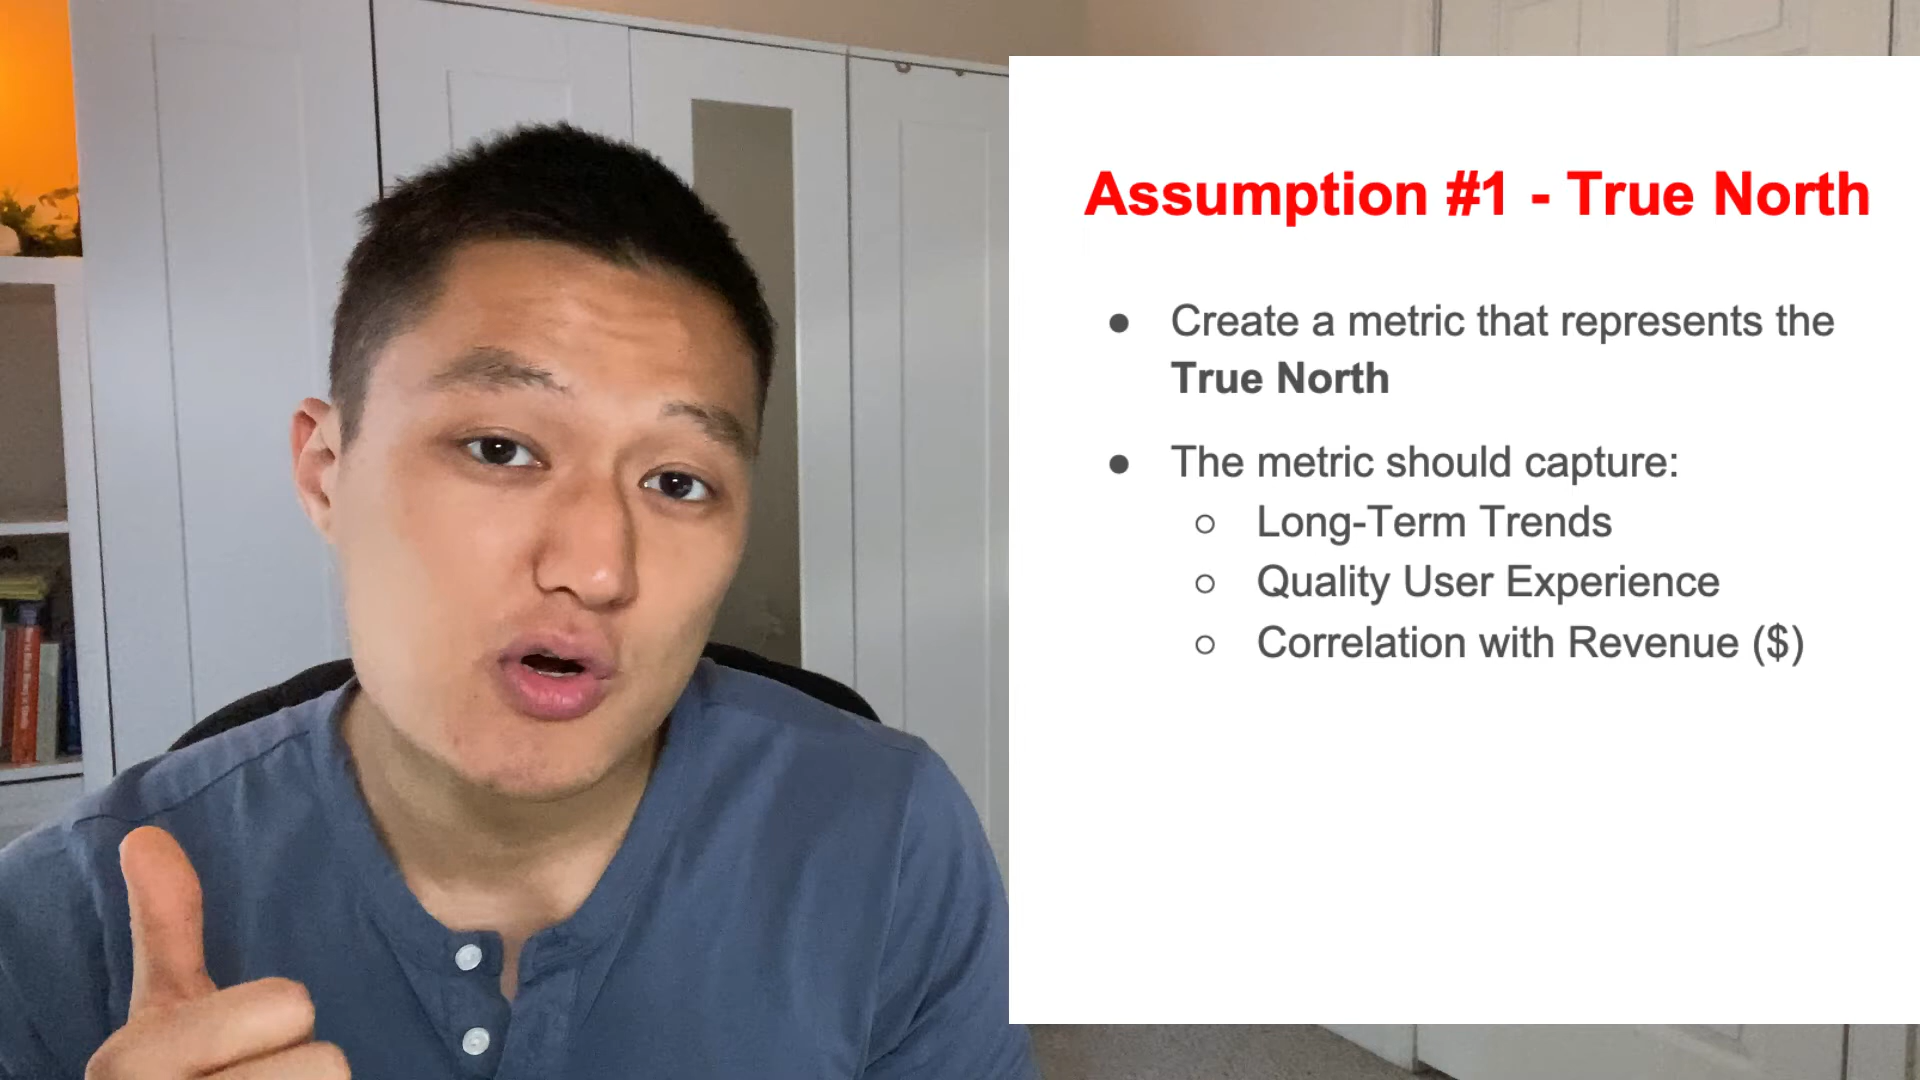 Assumption #1 - True North
● Create a metric that represents the
True North
● The metric should capture:
○ Long-Term Trends
○ Quality User Experience
○ Correlation with Revenue ($)